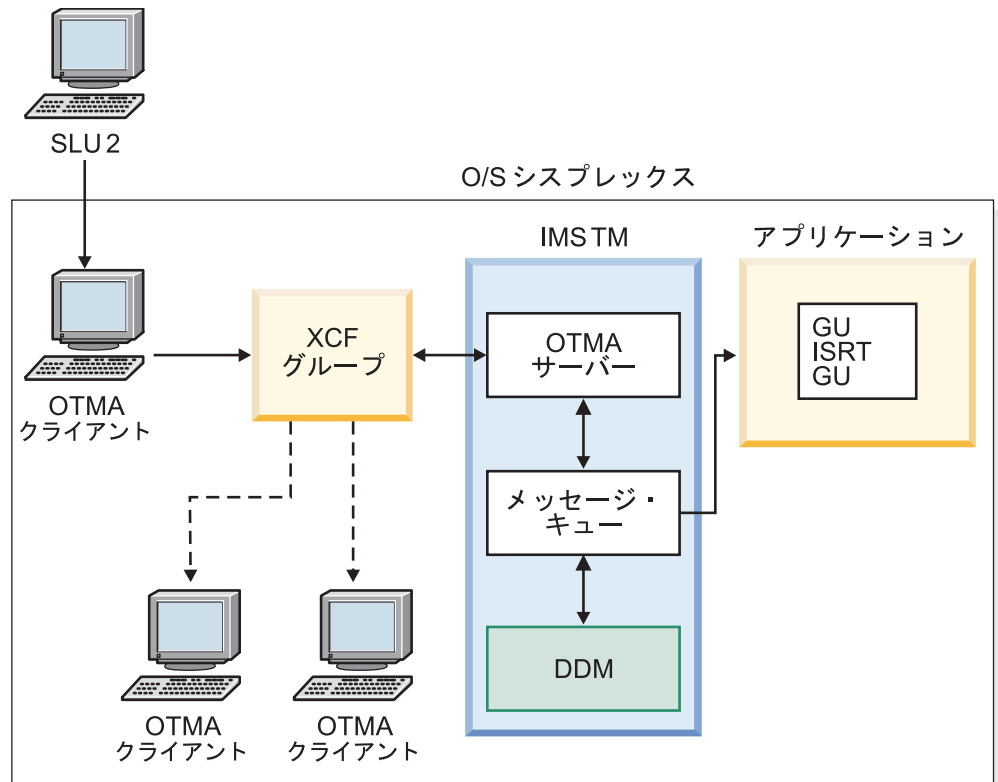 SLU 2
O/S シスプレックス
IMS TM
アプリケーション
OTMA
クライアント
XCF
グループ
OTMA
サーバー
GU
ISRT
GU
メッセージ・
キュー
DDM
OTMA
クライアント
OTMA
クライアント